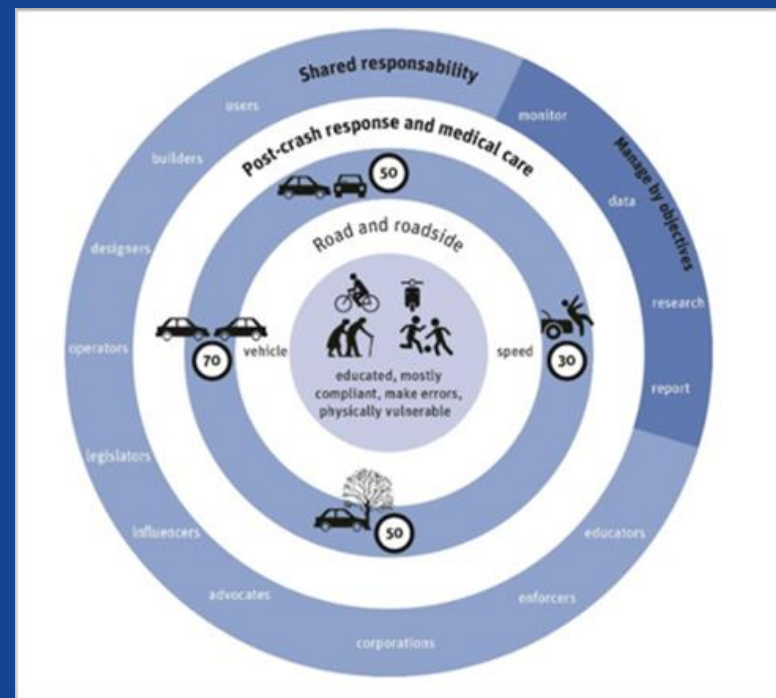 Shared responsability
users
builders
designers
operators
legislators
influencers
advocates
corporations
enforcers
educators
Manage by objectives
monitor
data
research
report
Post-crash response and medical care
50
Road and roadside
70
vehicle
speed
30
educated, mostly
compliant, make errors,
physically vulnerable
50